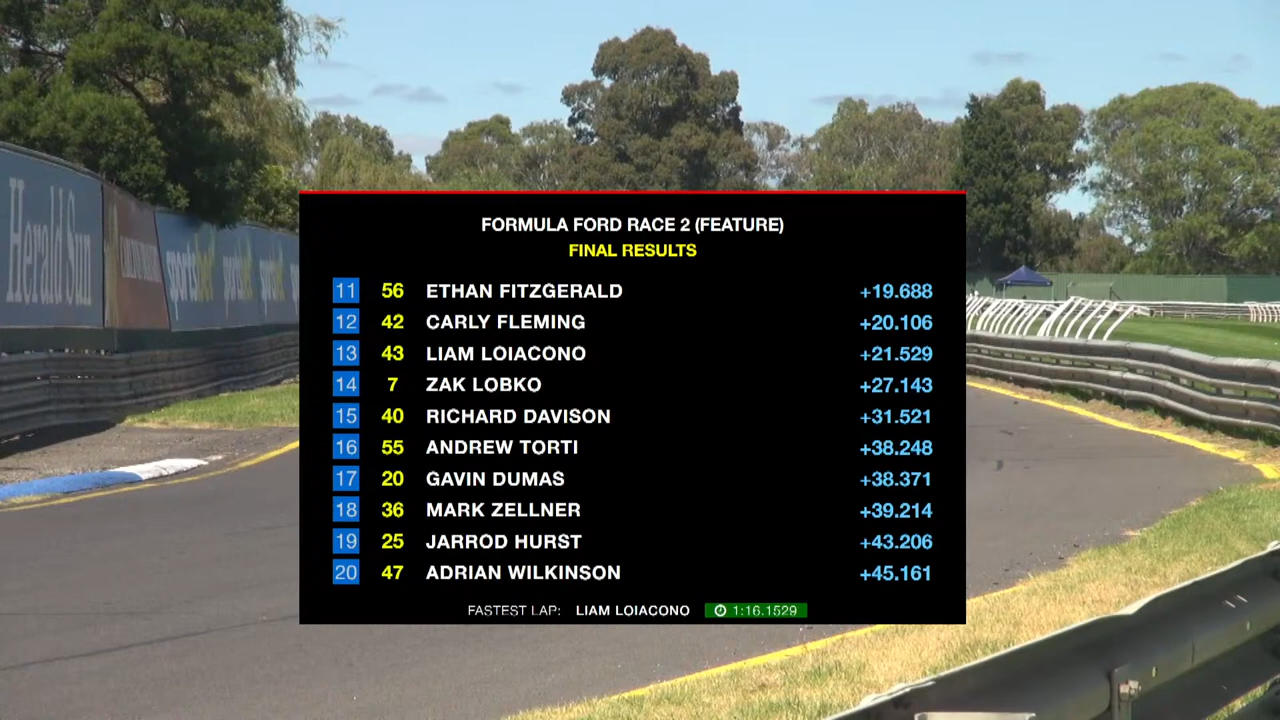 Herald Sun
sportsbet
sportsbet
FORMULA FORD RACE 2 (FEATURE)
FINAL RESULTS
11 56 ETHAN FITZGERALD +19.688
12 42 CARLY FLEMING +20.106
13 43 LIAM LOIACONO +21.529
14 7 ZAK LOBKO +27.143
15 40 RICHARD DAVISON +31.521
16 55 ANDREW TORTI +38.248
17 20 GAVIN DUMAS +38.371
18 36 MARK ZELLNER +39.214
19 25 JARROD HURST +43.206
20 47 ADRIAN WILKINSON +45.161
FASTEST LAP: LIAM LOIACONO 1:16.1529